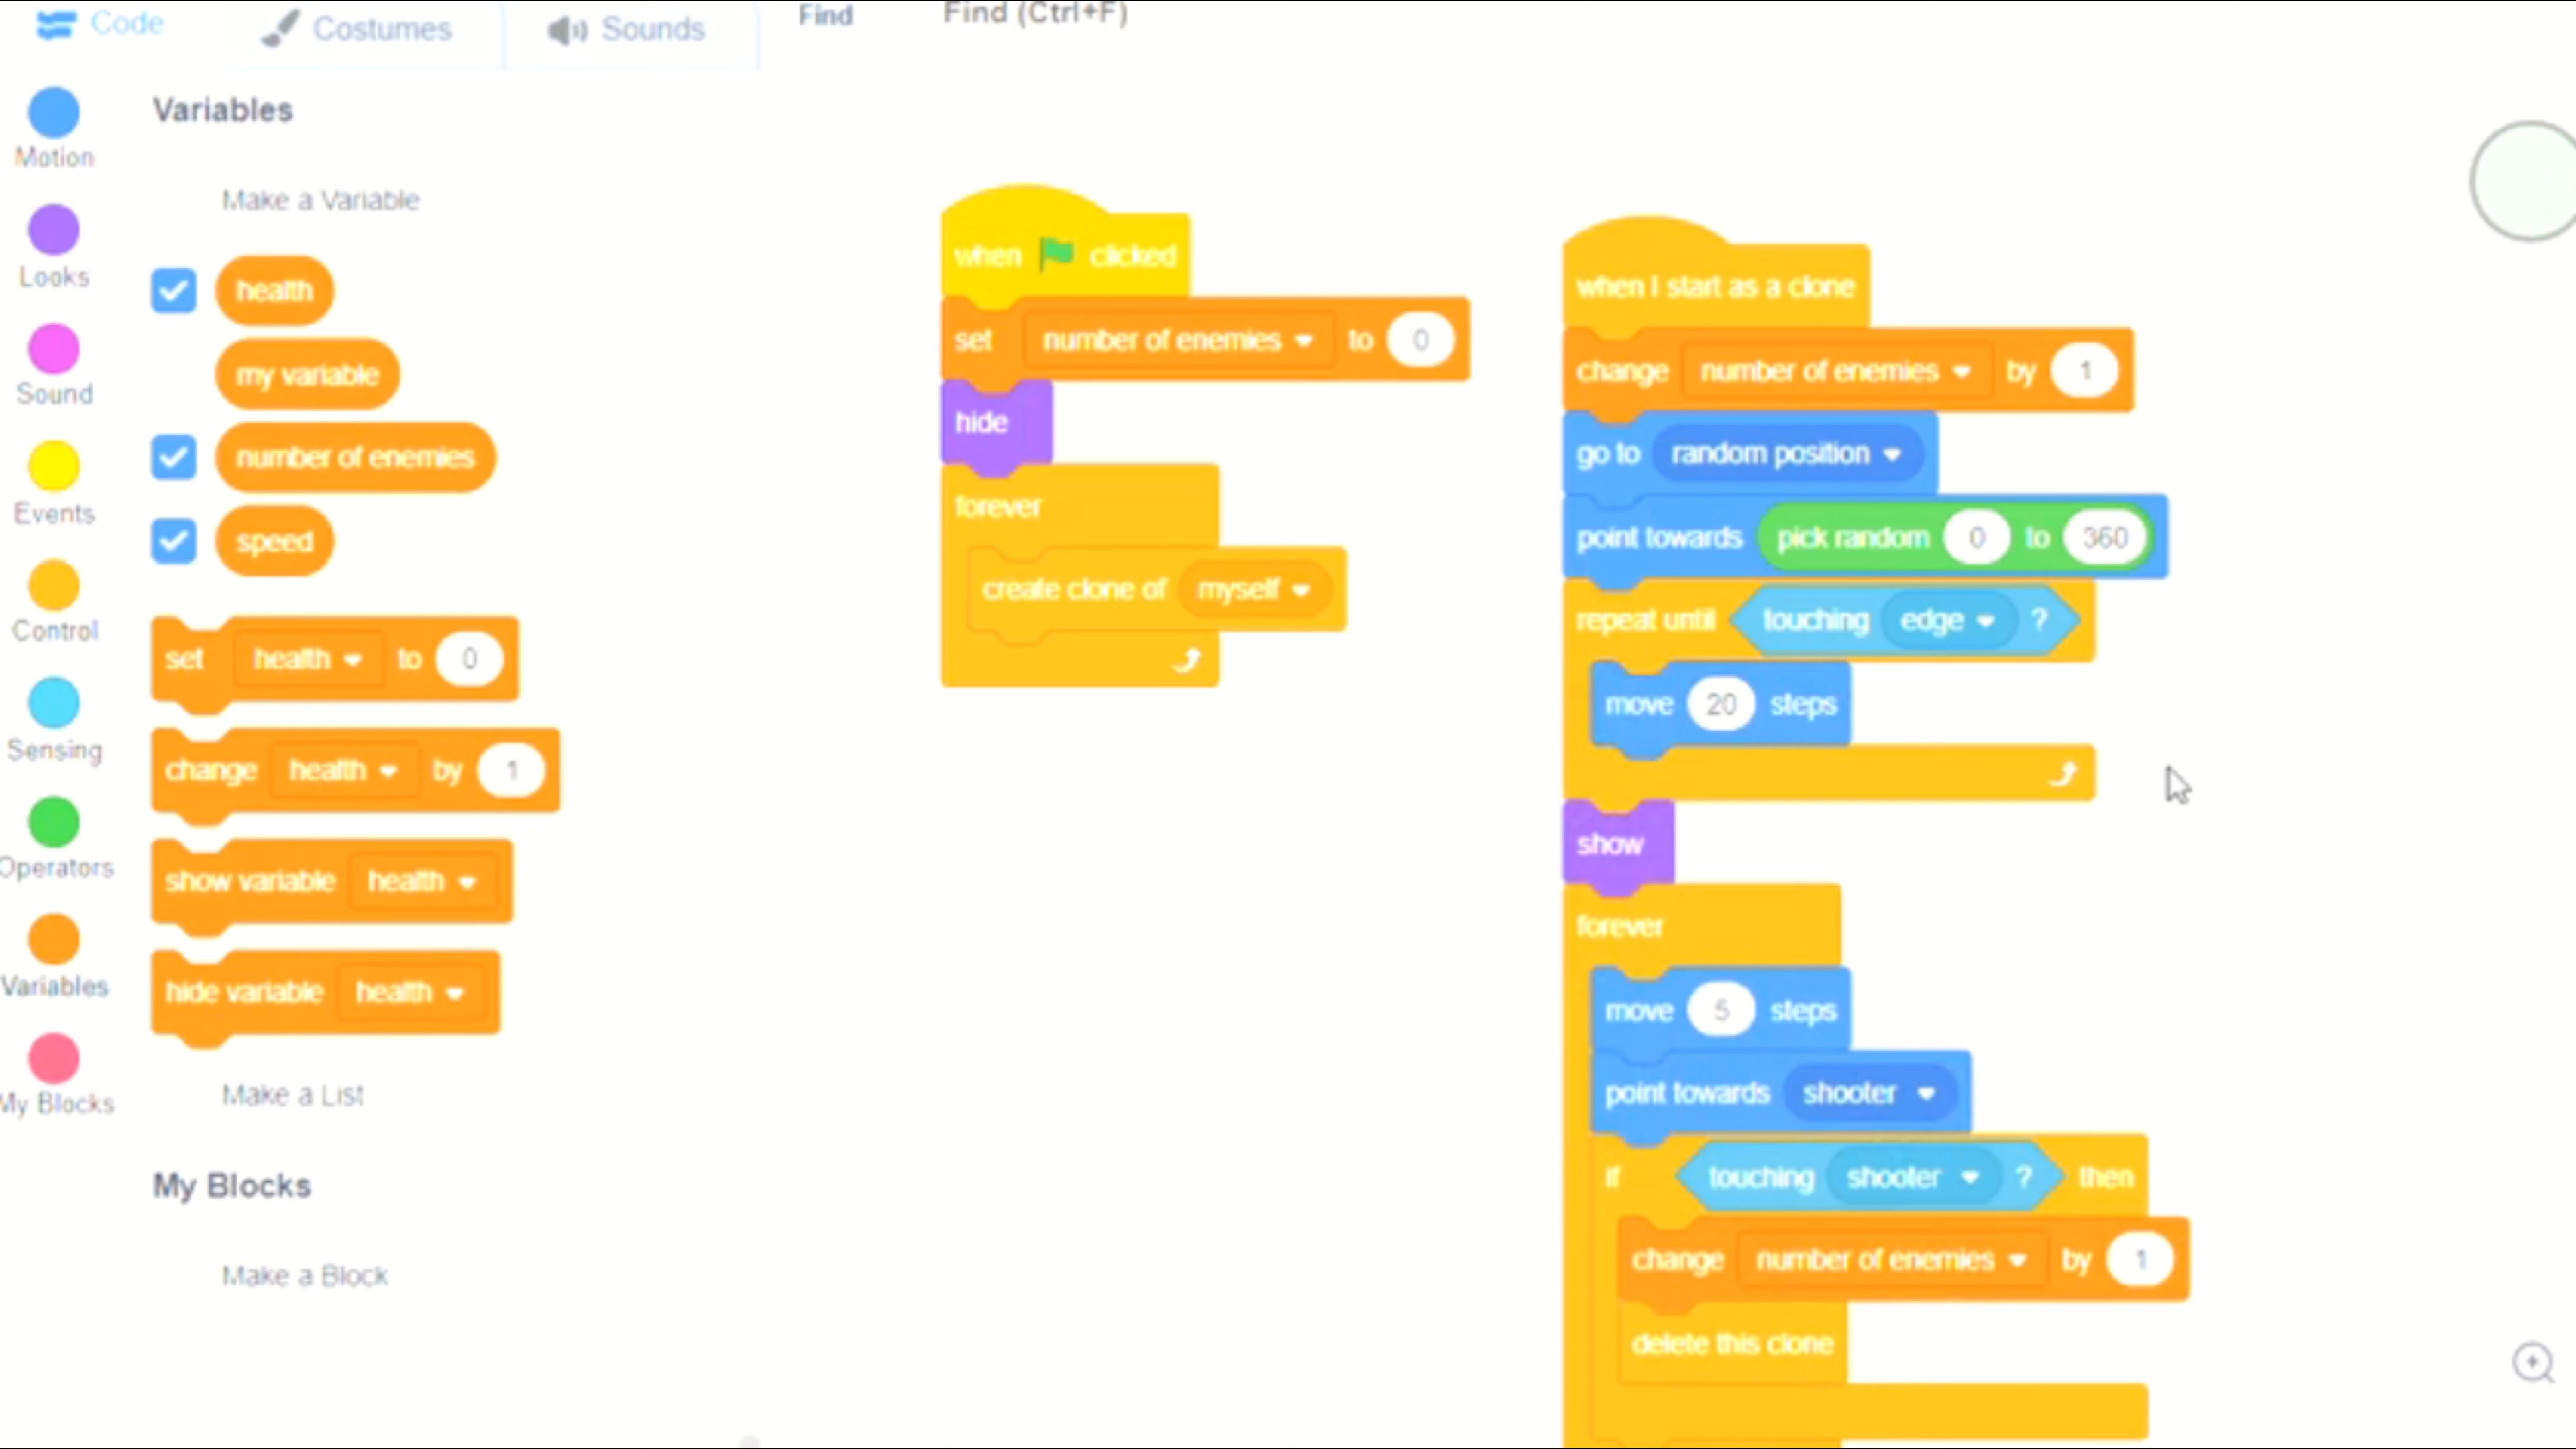 Code
Costumes
Sounds
Find
Find (Ctrl+F)
Motion
Looks
Sound
Events
Control
Sensing
Operators
Variables
My Blocks
Variables
Make a Variable
health
my variable
number of enemies
speed
set health to 0
change health by 1
show variable health
hide variable health
Make a List
My Blocks
Make a Block
when clicked
set number of enemies to 0
hide
forever
create clone of myself
when I start as a clone
change number of enemies by 1
go to random position
point towards pick random 0 to 360
repeat until touching edge ?
move 20 steps
show
forever
move 5 steps
point towards shooter
if touching shooter ? then
change number of enemies by 1
delete this clone